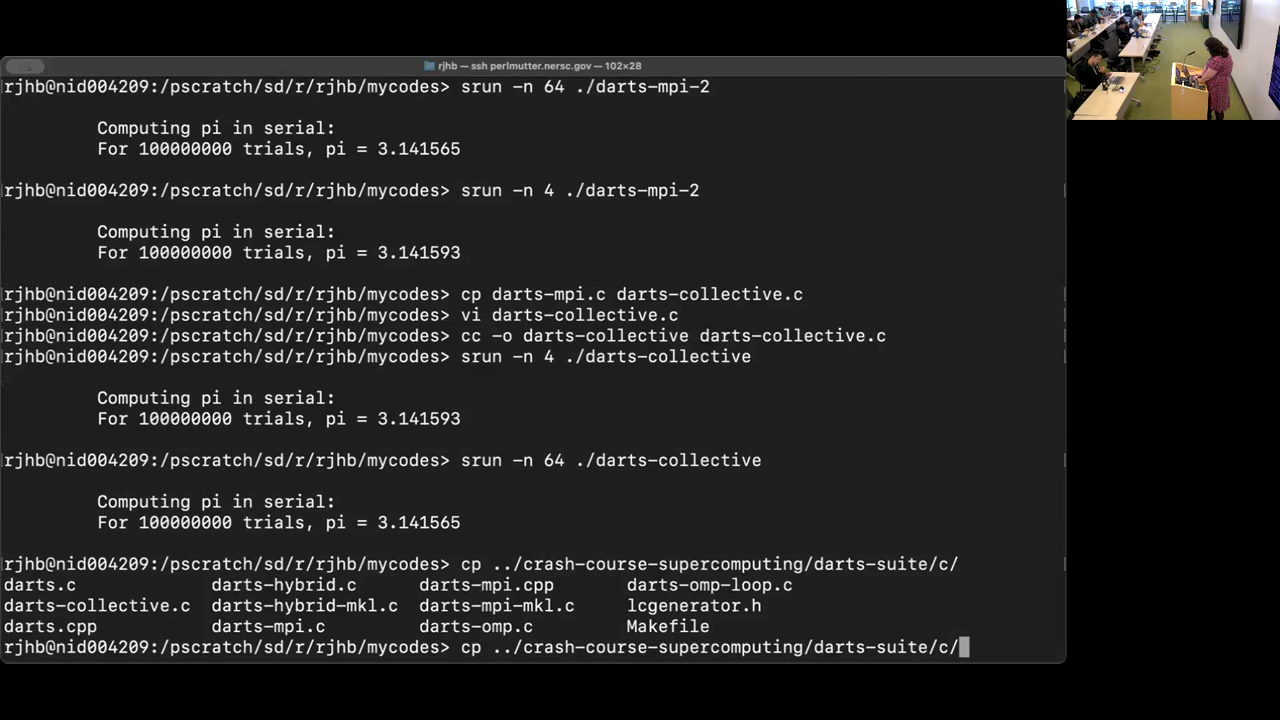 rjhb — ssh perlmutter.nersc.gov — 102×28
rjhb@nid004209:/pscratch/sd/r/rjhb/mycodes> srun -n 64 ./darts-mpi-2
Computing pi in serial:
For 100000000 trials, pi = 3.141565
rjhb@nid004209:/pscratch/sd/r/rjhb/mycodes> srun -n 4 ./darts-mpi-2
Computing pi in serial:
For 100000000 trials, pi = 3.141593
rjhb@nid004209:/pscratch/sd/r/rjhb/mycodes> cp darts-mpi.c darts-collective.c
rjhb@nid004209:/pscratch/sd/r/rjhb/mycodes> vi darts-collective.c
rjhb@nid004209:/pscratch/sd/r/rjhb/mycodes> cc -o darts-collective darts-collective.c
rjhb@nid004209:/pscratch/sd/r/rjhb/mycodes> srun -n 4 ./darts-collective
Computing pi in serial:
For 100000000 trials, pi = 3.141593
rjhb@nid004209:/pscratch/sd/r/rjhb/mycodes> srun -n 64 ./darts-collective
Computing pi in serial:
For 100000000 trials, pi = 3.141565
rjhb@nid004209:/pscratch/sd/r/rjhb/mycodes> cp ../crash-course-supercomputing/darts-suite/c/
darts.c darts-hybrid.c darts-mpi.cpp darts-omp-loop.c
darts-collective.c darts-hybrid-mkl.c darts-mpi-mkl.c lcgenerator.h
darts.cpp darts-mpi.c darts-omp.c Makefile
rjhb@nid004209:/pscratch/sd/r/rjhb/mycodes> cp ../crash-course-supercomputing/darts-suite/c/